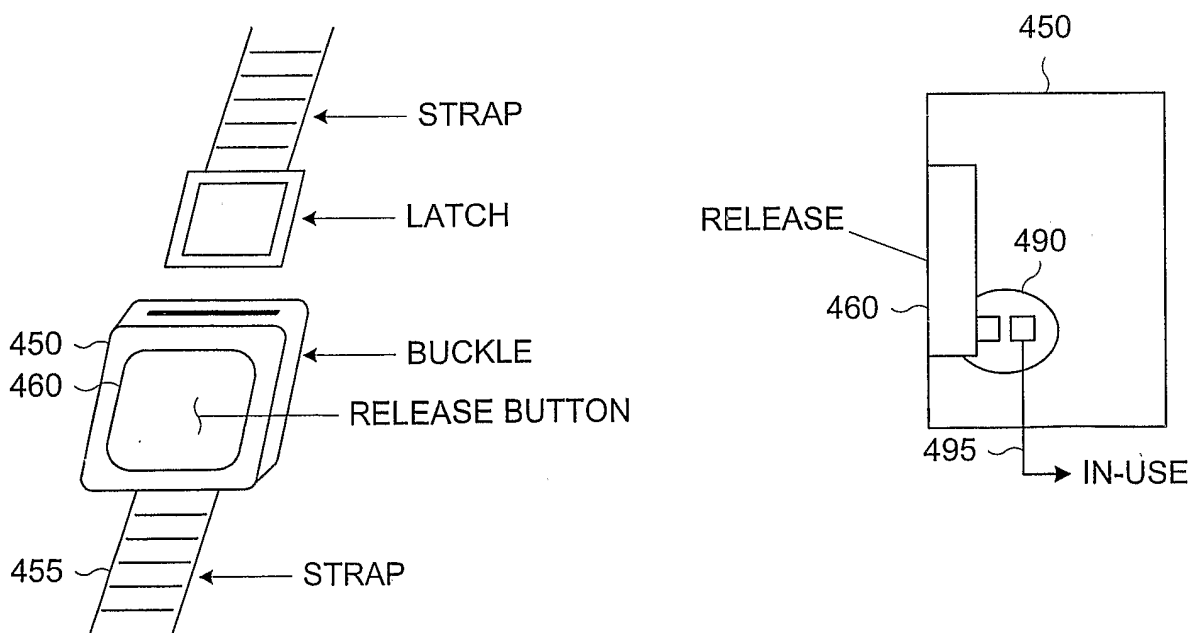 STRAP
LATCH
450
BUCKLE
460
RELEASE BUTTON
455
STRAP
450
RELEASE
490
460
495
IN-USE